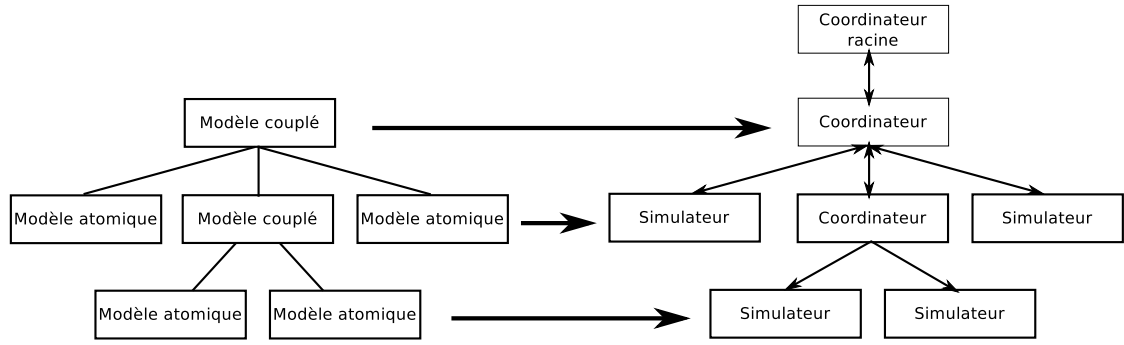 Coordinateur
racine
Modèle couplé
Coordinateur
Modèle atomique
Modèle couplé
Modèle atomique
Simulateur
Coordinateur
Simulateur
Modèle atomique
Modèle atomique
Simulateur
Simulateur